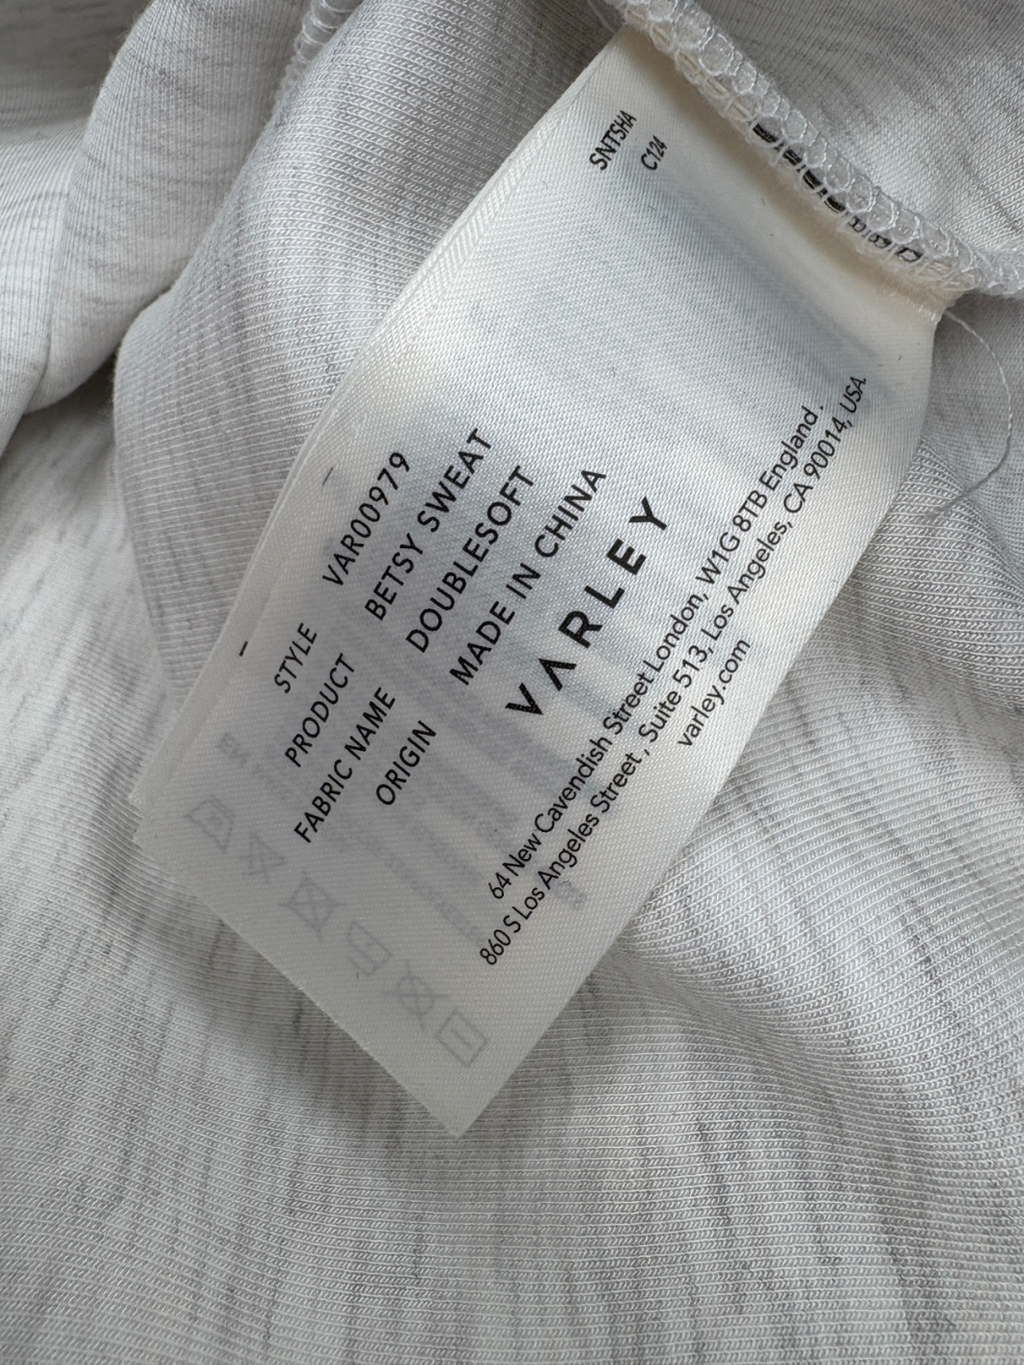 SNTSHA
C124
STYLE VAR00979
PRODUCT BETSY SWEAT
FABRIC NAME DOUBLESOFT
ORIGIN MADE IN CHINA
VARLEY
64 New Cavendish Street London, W1G 8TB England .
860 S Los Angeles Street , Suite 513, Los Angeles, CA 90014, USA.
varley.com